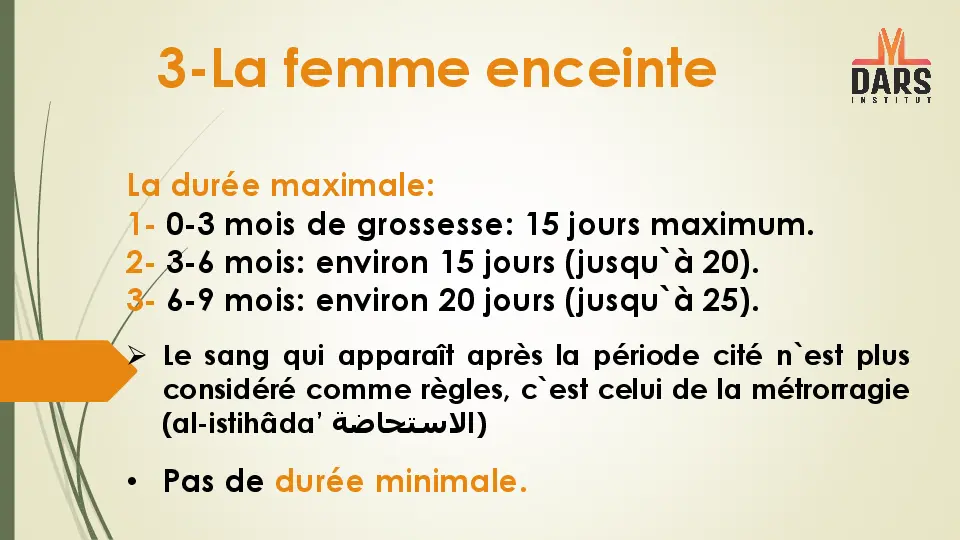 3-La femme enceinte
DARS
INSTITUT
La durée maximale:
1- 0-3 mois de grossesse: 15 jours maximum.
2- 3-6 mois: environ 15 jours (jusqu`à 20).
3- 6-9 mois: environ 20 jours (jusqu`à 25).
➢ Le sang qui apparaît après la période cité n`est plus
considéré comme règles, c`est celui de la métrorragie
(al-istihâda’ الاستحاضة)
• Pas de durée minimale.